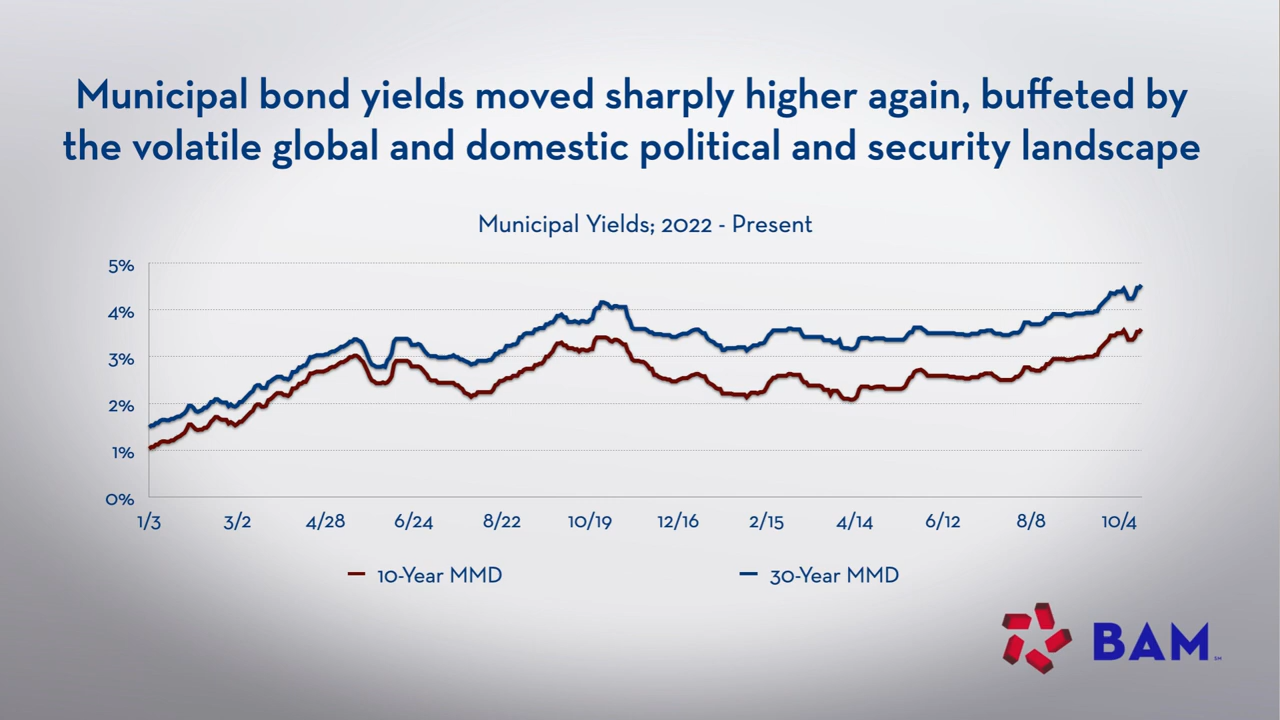 Municipal bond yields moved sharply higher again, buffeted by
the volatile global and domestic political and security landscape
Municipal Yields; 2022 - Present
5%
4%
3%
2%
1%
0%
1/3 3/2 4/28 6/24 8/22 10/19 12/16 2/15 4/14 6/12 8/8 10/4
10-Year MMD 30-Year MMD
BAM SM